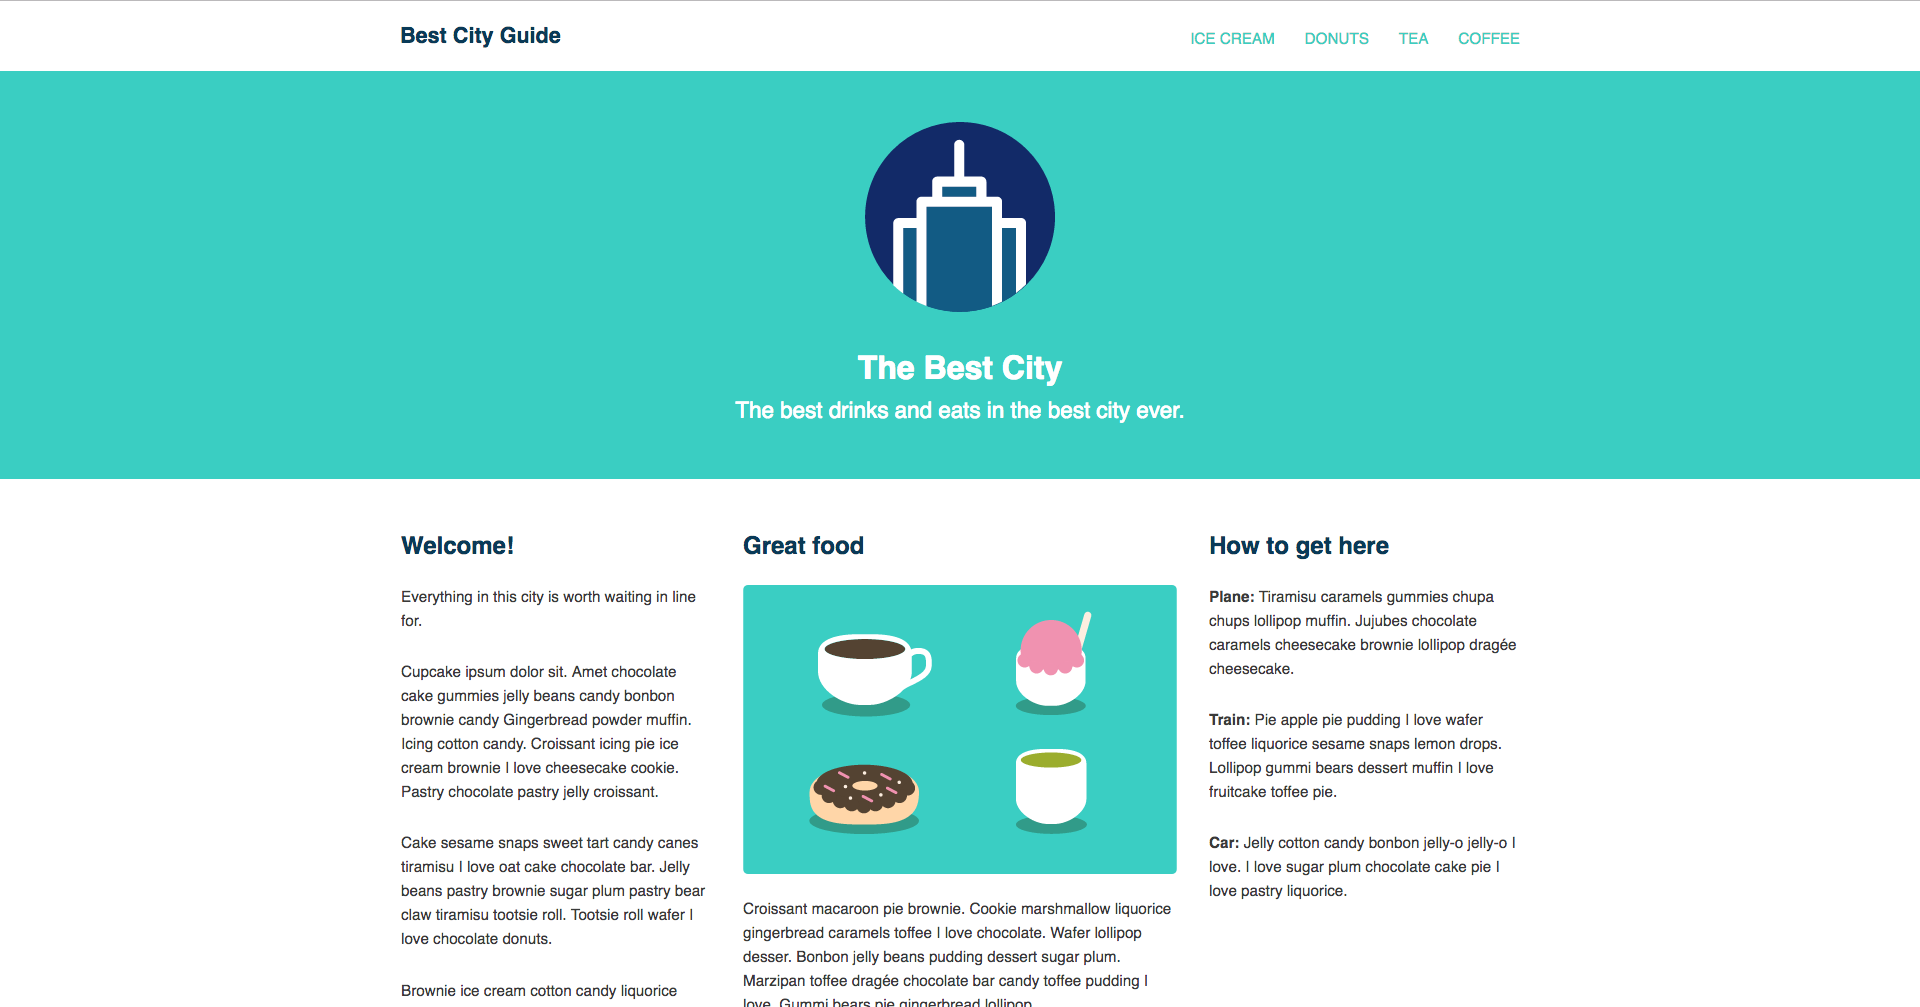 Best City Guide
ICE CREAM DONUTS TEA COFFEE
The Best City
The best drinks and eats in the best city ever.
Welcome!
Everything in this city is worth waiting in line
for.
Cupcake ipsum dolor sit. Amet chocolate
cake gummies jelly beans candy bonbon
brownie candy Gingerbread powder muffin.
Icing cotton candy. Croissant icing pie ice
cream brownie I love cheesecake cookie.
Pastry chocolate pastry jelly croissant.
Cake sesame snaps sweet tart candy canes
tiramisu I love oat cake chocolate bar. Jelly
beans pastry brownie sugar plum pastry bear
claw tiramisu tootsie roll. Tootsie roll wafer I
love chocolate donuts.
Brownie ice cream cotton candy liquorice
Great food
Croissant macaroon pie brownie. Cookie marshmallow liquorice
gingerbread caramels toffee I love chocolate. Wafer lollipop
desser. Bonbon jelly beans pudding dessert sugar plum.
Marzipan toffee dragée chocolate bar candy toffee pudding I
love. Gummi bears pie gingerbread lollipop.
How to get here
Plane: Tiramisu caramels gummies chupa
chups lollipop muffin. Jujubes chocolate
caramels cheesecake brownie lollipop dragée
cheesecake.
Train: Pie apple pie pudding I love wafer
toffee liquorice sesame snaps lemon drops.
Lollipop gummi bears dessert muffin I love
fruitcake toffee pie.
Car: Jelly cotton candy bonbon jelly-o jelly-o I
love. I love sugar plum chocolate cake pie I
love pastry liquorice.